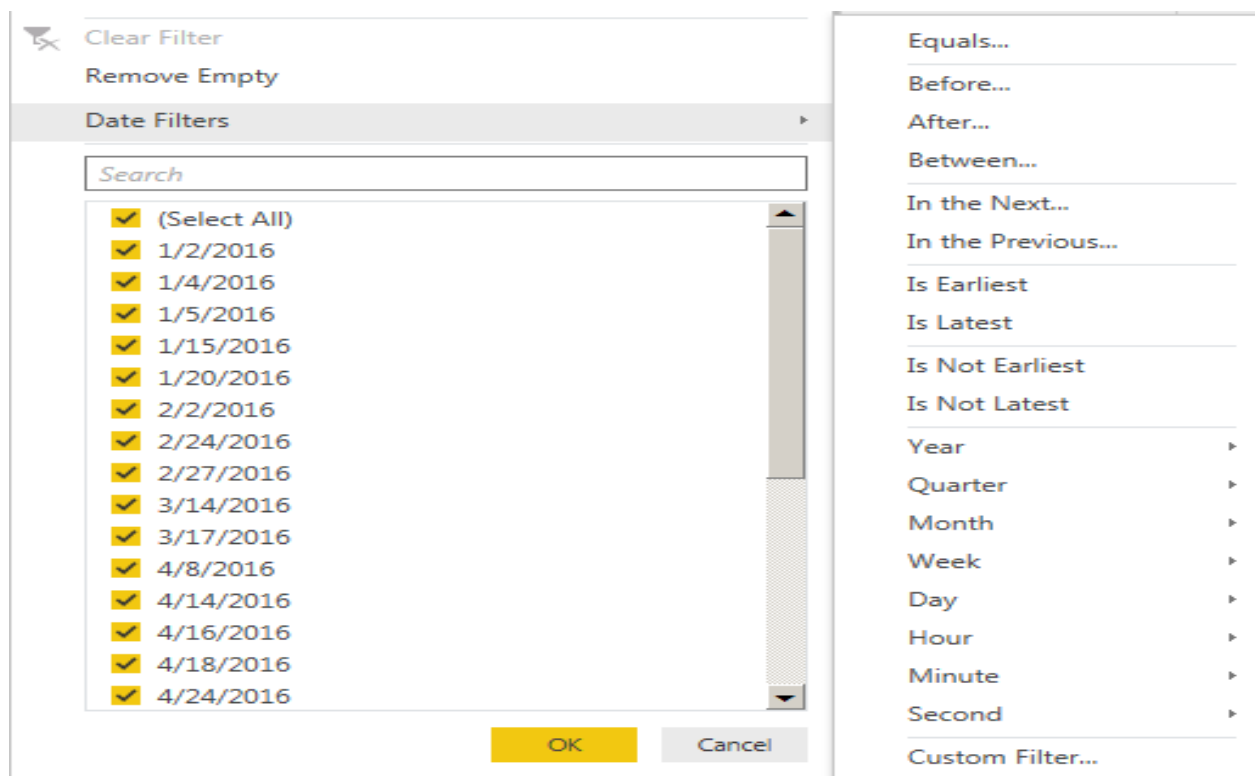 Clear Filter
Remove Empty
Date Filters
Search
(Select All)
1/2/2016
1/4/2016
1/5/2016
1/15/2016
1/20/2016
2/2/2016
2/24/2016
2/27/2016
3/14/2016
3/17/2016
4/8/2016
4/14/2016
4/16/2016
4/18/2016
4/24/2016
OK
Cancel
Equals...
Before...
After...
Between...
In the Next...
In the Previous...
Is Earliest
Is Latest
Is Not Earliest
Is Not Latest
Year
Quarter
Month
Week
Day
Hour
Minute
Second
Custom Filter...